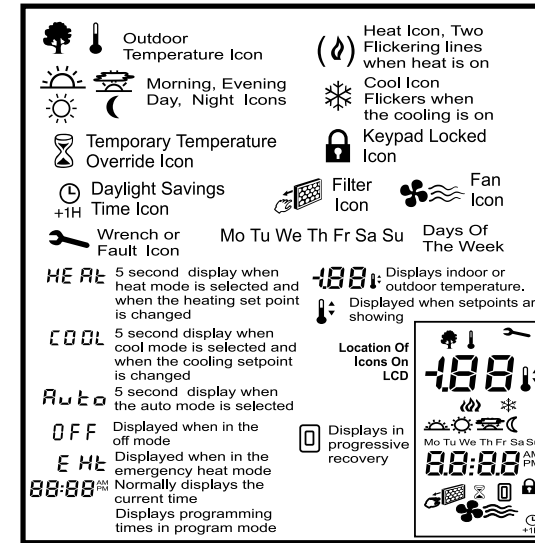 Outdoor
Temperature Icon
Heat Icon, Two
Flickering lines
when heat is on
Morning, Evening
Day, Night Icons
Cool Icon
Flickers when
the cooling is on
Temporary Temperature
Override Icon
Keypad Locked
Icon
+1H
Daylight Savings
Time Icon
Filter
Icon
Fan
Icon
Wrench or
Fault Icon
Mo Tu We Th Fr Sa Su
Days Of
The Week
HEAt
5 second display when
heat mode is selected and
when the heating set point
is changed
-188
Displays indoor or
outdoor temperature.
Displayed when setpoints ar
showing
COOL
5 second display when
cool mode is selected and
when the cooling setpoint
is changed
Location Of
Icons On
LCD
Auto
5 second display when
the auto mode is selected
OFF
Displayed when in the
off mode
E Ht
Displayed when in the
emergency heat mode
0
Displays in
progressive
recovery
88:88 AM PM
Normally displays the
current time
Displays programming
times in program mode
-188
Mo Tu We Th Fr Sa Su
88:88 AM PM
0
+1H